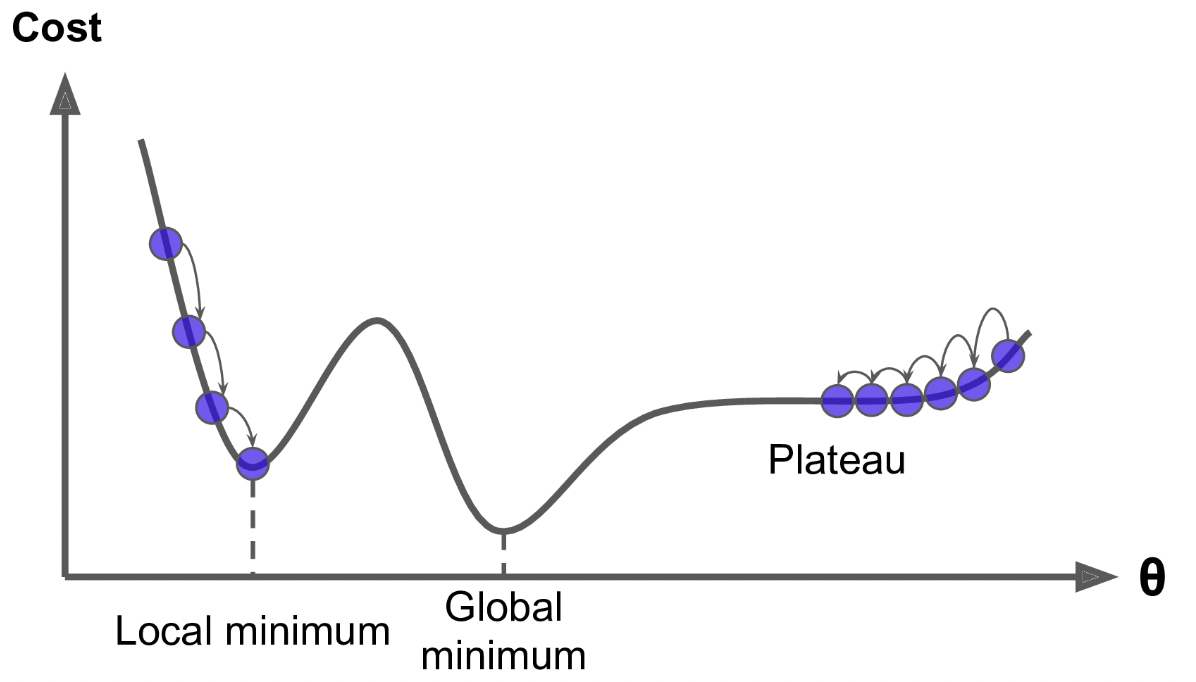 Cost
Plateau
θ
Local minimum
Global
minimum